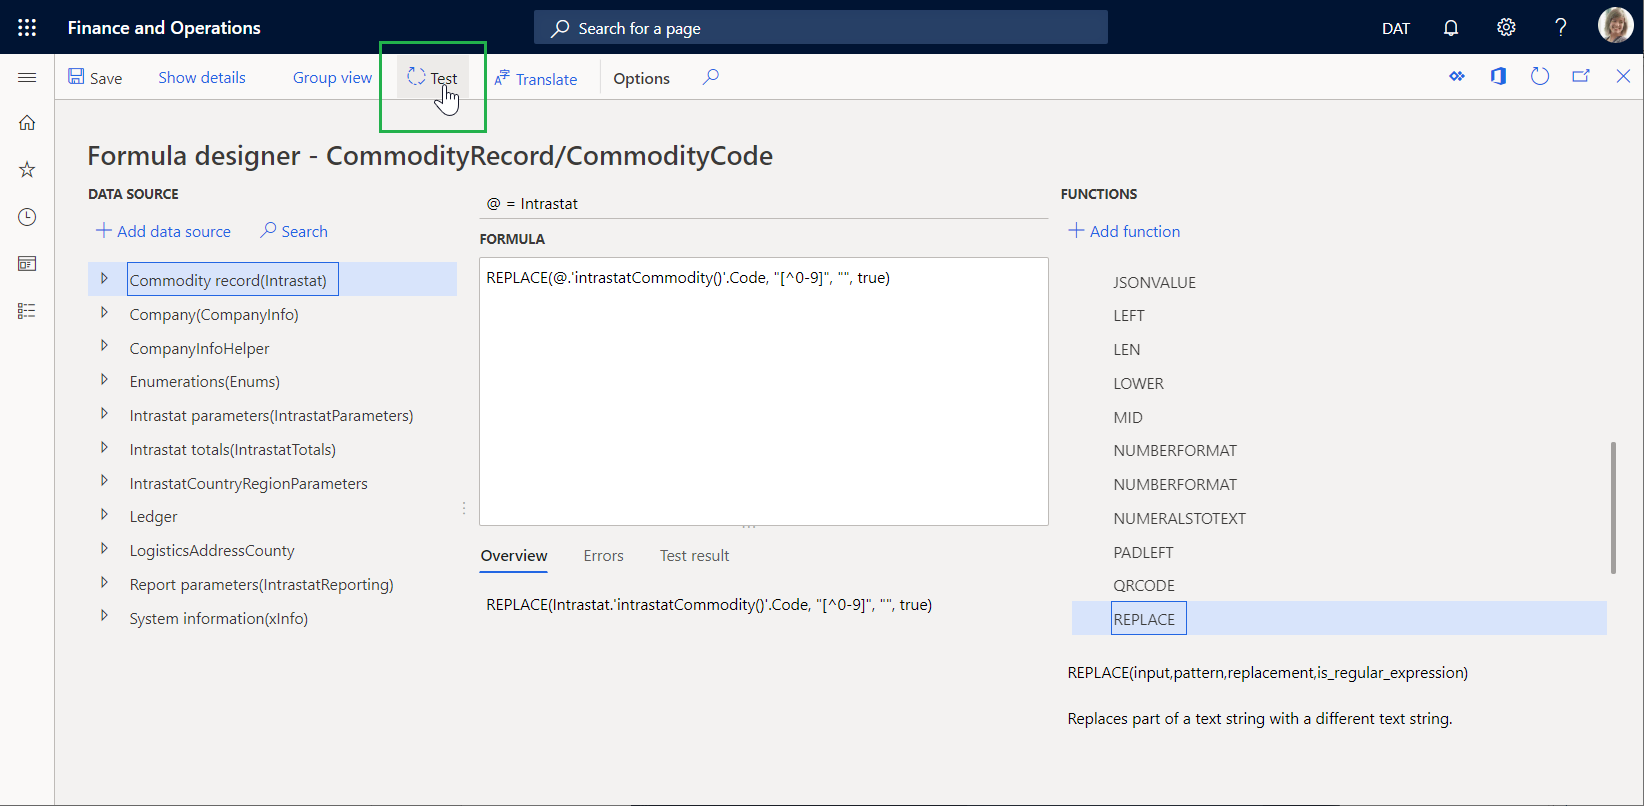 Finance and Operations
Search for a page
DAT
Save
Show details
Group view
Test
Translate
Options
Formula designer - CommodityRecord/CommodityCode
DATA SOURCE
Add data source
Search
Commodity record(Intrastat)
Company(CompanyInfo)
CompanyInfoHelper
Enumerations(Enums)
Intrastat parameters(IntrastatParameters)
Intrastat totals(IntrastatTotals)
IntrastatCountryRegionParameters
Ledger
LogisticsAddressCounty
Report parameters(IntrastatReporting)
System information(xInfo)
@ = Intrastat
FORMULA
REPLACE(@.'intrastatCommodity()'.Code, "[^0-9]", "", true)
Overview
Errors
Test result
REPLACE(Intrastat.'intrastatCommodity()'.Code, "[^0-9]", "", true)
FUNCTIONS
Add function
JSONVALUE
LEFT
LEN
LOWER
MID
NUMBERFORMAT
NUMBERFORMAT
NUMERALSTOTEXT
PADLEFT
QRCODE
REPLACE
REPLACE(input,pattern,replacement,is_regular_expression)
Replaces part of a text string with a different text string.